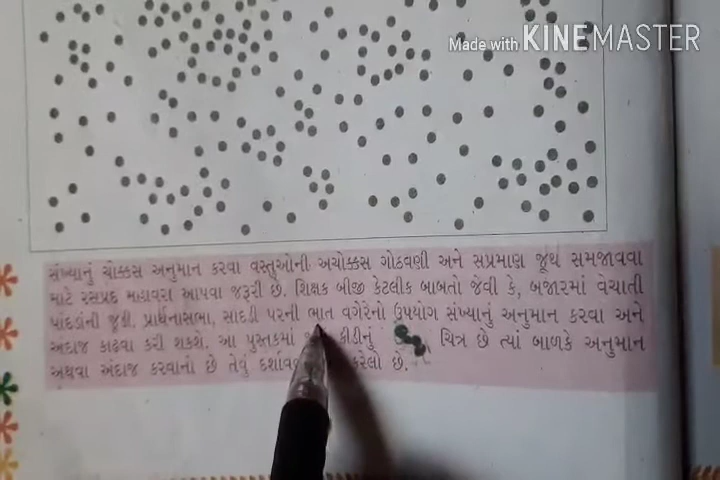 Made with KINEMASTER
સંખ્યાનું ચોક્કસ અનુમાન કરવા વસ્તુઓની અચોક્કસ ગોઠવણી અને સપ્રમાણ જૂથ સમજાવવા
માટે રસપ્રદ મહાવરા આપવા જરૂરી છે. શિક્ષક બીજી કેટલીક બાબતો જેવી કે, બજારમાં વેચાતી
પાંદડાંની જૂડી, પ્રાર્થનાસભા, સાદડી પરની ભાત વગેરેનો ઉપયોગ સંખ્યાનું અનુમાન કરવા અને
અંદાજ કાઢવા કરી શકશે. આ પુસ્તકમાં કીડીનું ચિત્ર છે ત્યાં બાળકે અનુમાન
અથવા અંદાજ કરવાનો છે તેવું કરેલો છે.